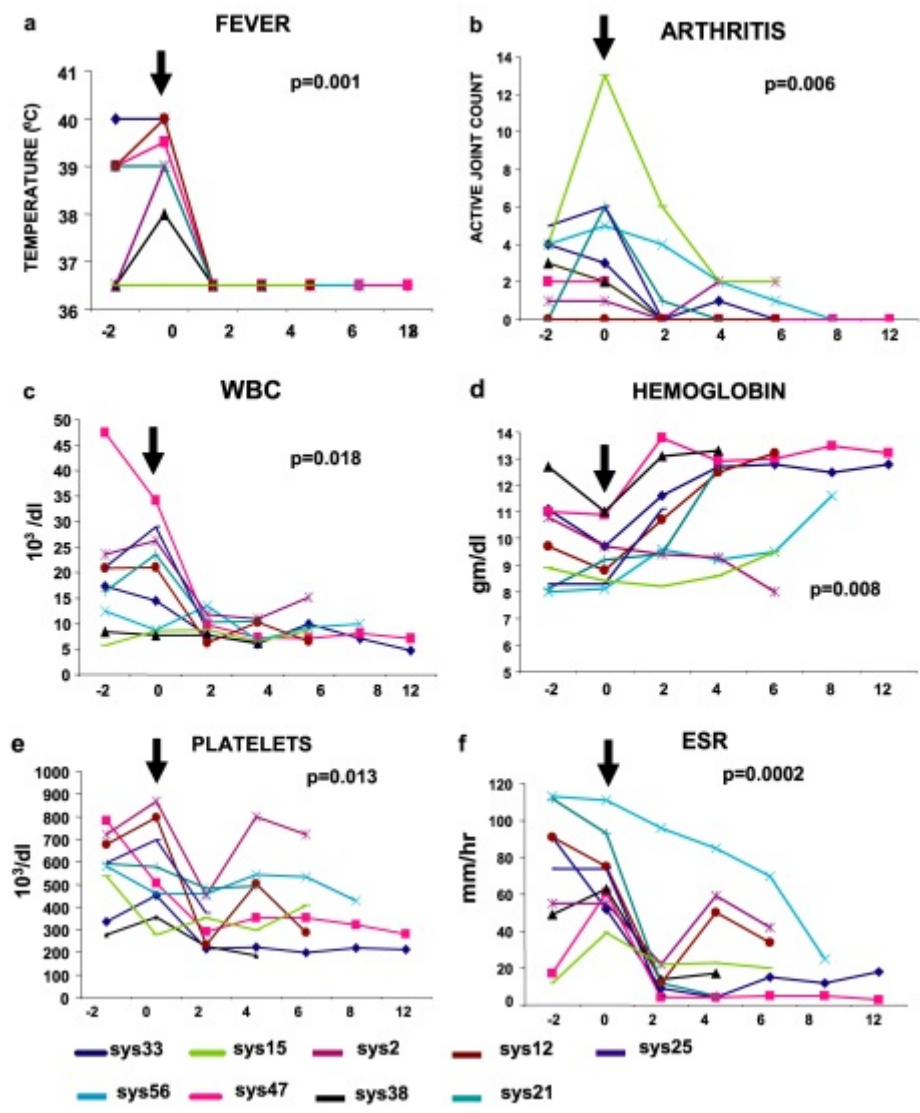 a FEVER
p=0.001
TEMPERATURE (⁰C)
41
40
39
38
37
36
-2 0 2 4 6 12
b ARTHRITIS
p=0.006
ACTIVE JOINT COUNT
14
12
10
8
6
4
2
0
-2 0 2 4 6 8 12
c WBC
p=0.018
10³ /dl
50
45
40
35
30
25
20
15
10
5
0
-2 0 2 4 6 8 12
d HEMOGLOBIN
p=0.008
gm/dl
14
13
12
11
10
9
8
7
6
5
-2 0 2 4 6 8 12
e PLATELETS
p=0.013
10³/dl
1000
900
800
700
600
500
400
300
200
100
0
-2 0 2 4 6 8 12
f ESR
p=0.0002
mm/hr
120
100
80
60
40
20
0
-2 0 2 4 6 8 12
sys33 sys15 sys2 sys12 sys25
sys56 sys47 sys38 sys21